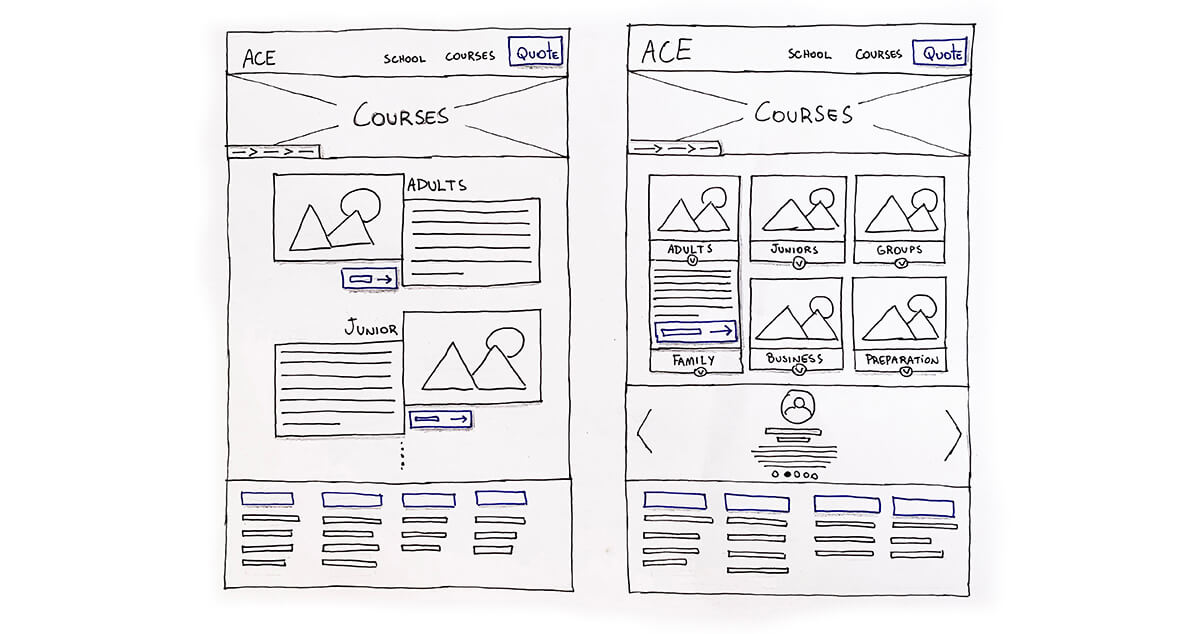 ACE SCHOOL COURSES QUOTE
COURSES
ADULTS
JUNIOR
ACE SCHOOL COURSES QUOTE
COURSES
ADULTS JUNIORS GROUPS
FAMILY BUSINESS PREPARATION